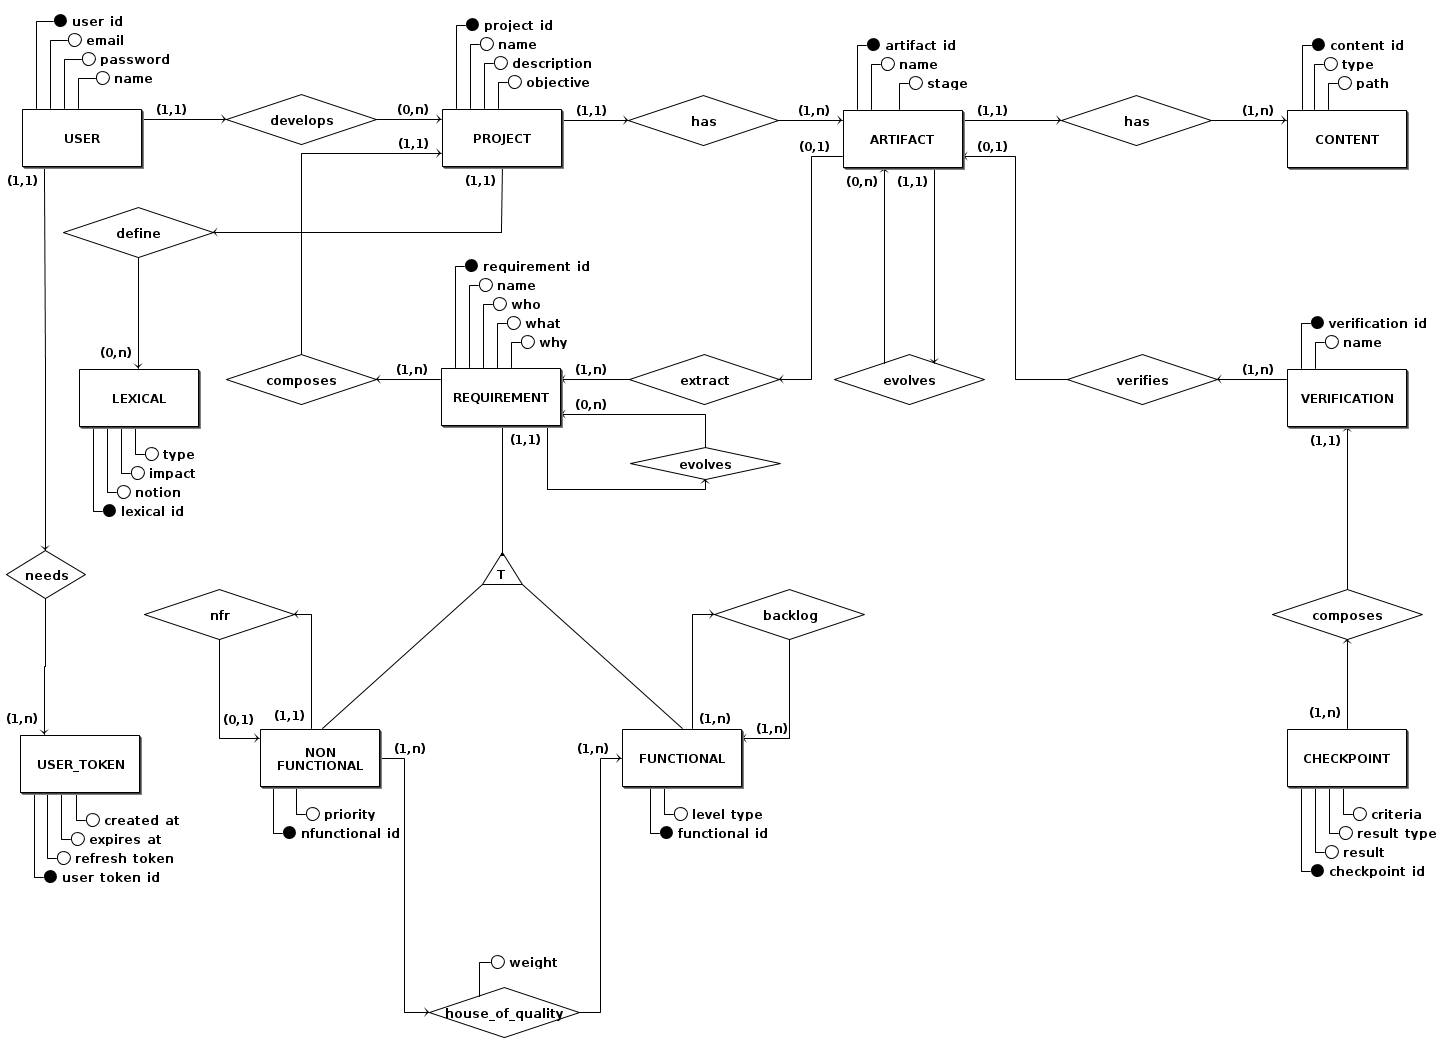 user id
email
password
name
project id
name
description
objective
artifact id
name
stage
content id
type
path
USER
(1,1)
develops
(0,n)
PROJECT
(1,1)
has
(1,n)
ARTIFACT
(1,1)
has
(1,n)
CONTENT
(1,1)
(0,1)
(0,1)
(1,1)
(1,1)
(0,n)
(1,1)
define
requirement id
name
who
what
why
verification id
name
(0,n)
composes
(1,n)
REQUIREMENT
(1,n)
extract
evolves
verifies
(1,n)
VERIFICATION
LEXICAL
(0,n)
(1,1)
evolves
(1,1)
type
impact
notion
lexical id
needs
T
nfr
backlog
composes
(1,n)
(0,1)
(1,1)
(1,n)
(1,n)
(1,n)
USER_TOKEN
NON
FUNCTIONAL
(1,n)
(1,n)
FUNCTIONAL
CHECKPOINT
created at
expires at
refresh token
user token id
priority
nfunctional id
level type
functional id
criteria
result type
result
checkpoint id
weight
house_of_quality